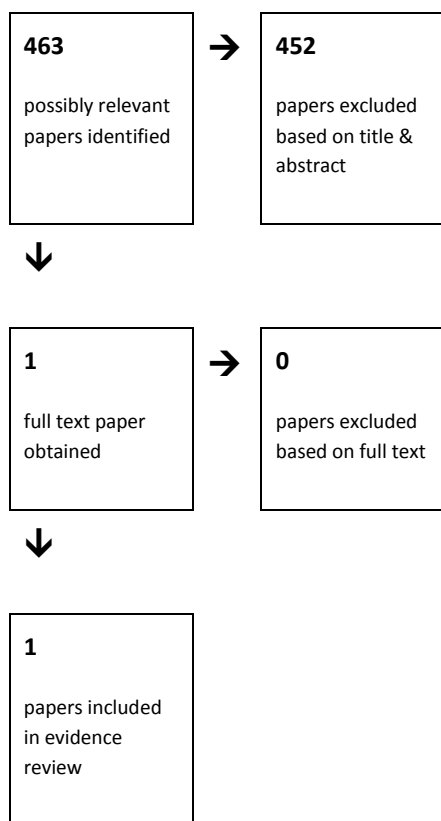 463
possibly relevant
papers identified
➔
452
papers excluded
based on title &
abstract
1
full text paper
obtained
➔
0
papers excluded
based on full text
1
papers included
in evidence
review